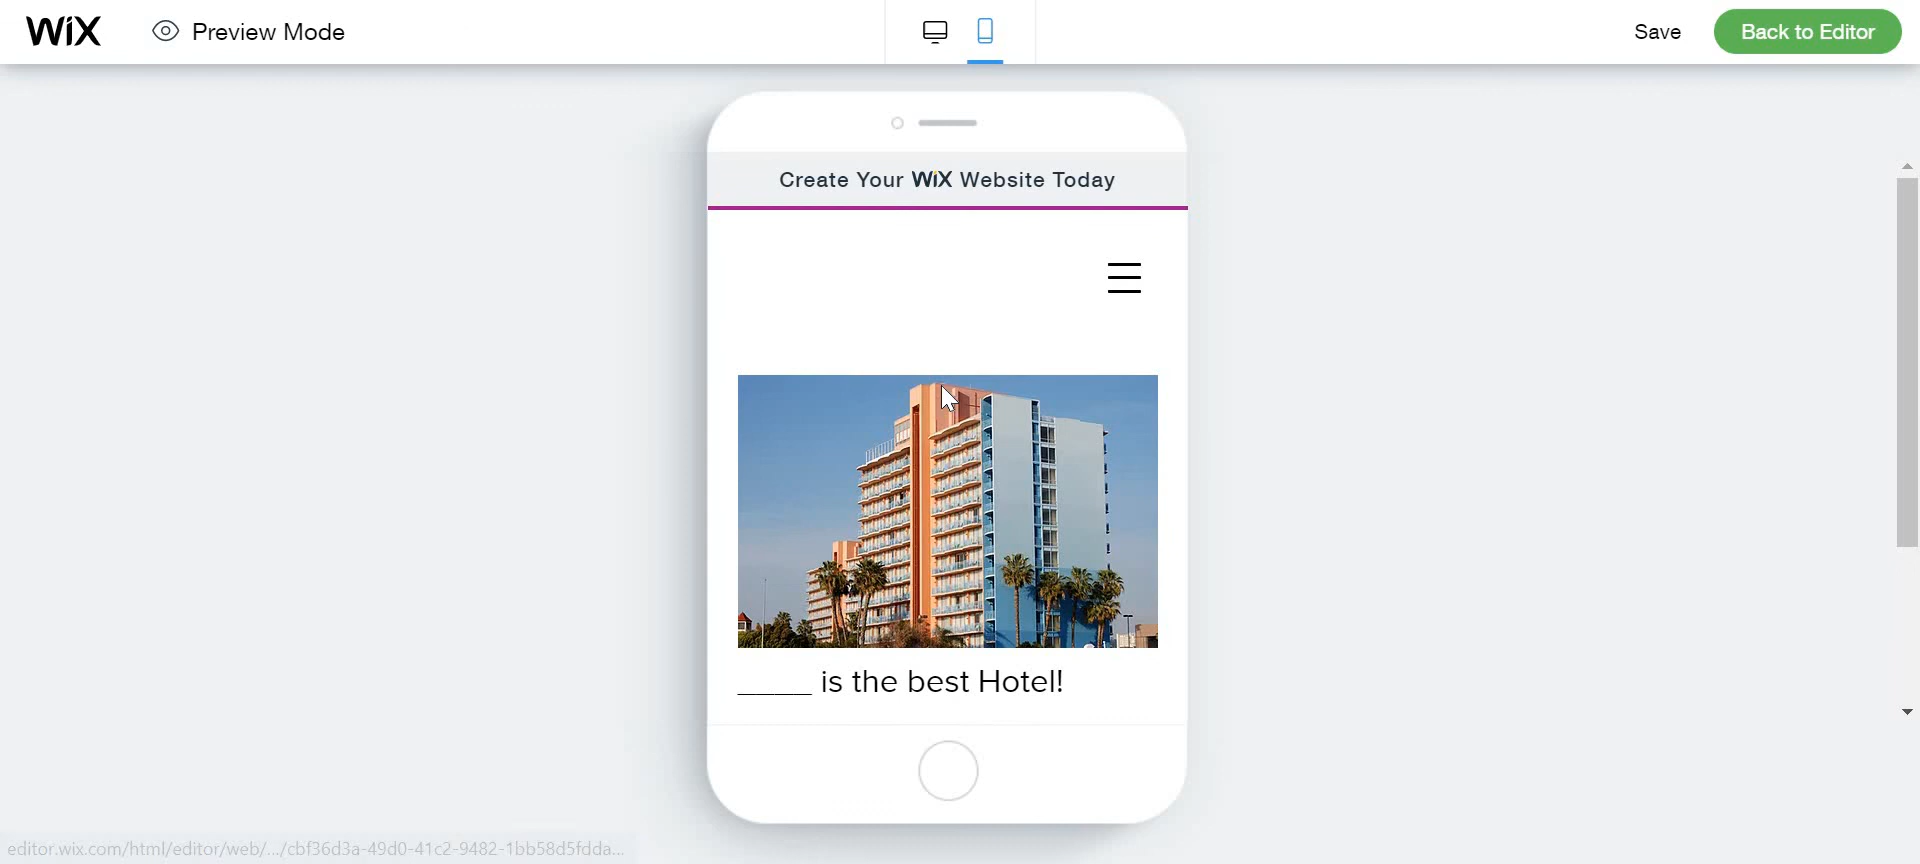 WiX
Preview Mode
Save
Back to Editor
Create Your WiX Website Today
____ is the best Hotel!
editor.wix.com/html/editor/web/.../cbf36d3a-49d0-41c2-9482-1bb58d5fdda...